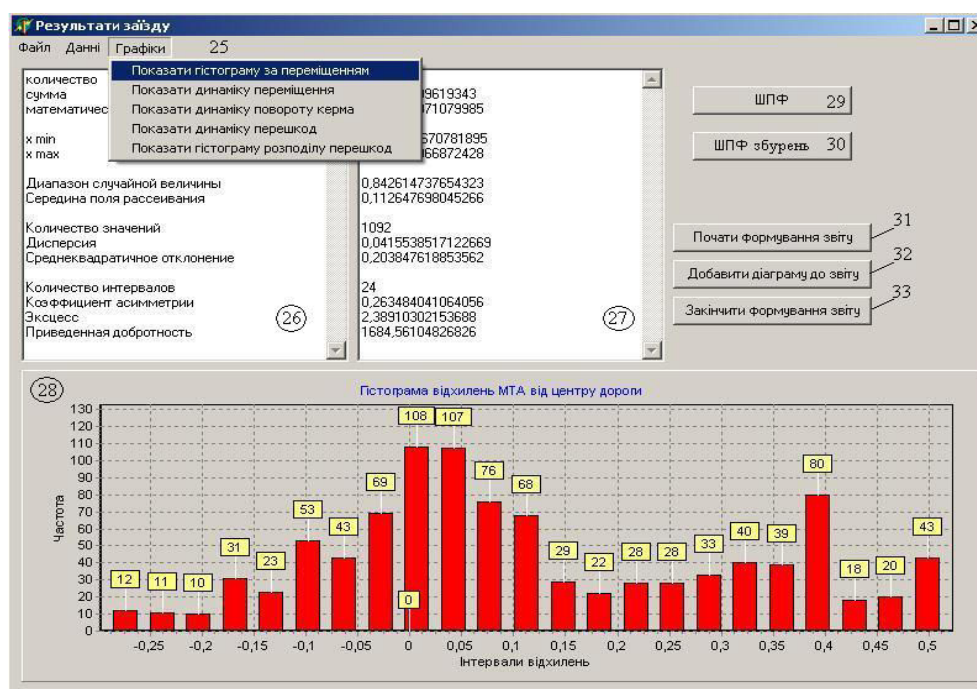 Результати заїзду
Файл Данні Графіки 25
Показати гістограму за переміщенням
Показати динаміку переміщення
Показати динаміку повороту керма
Показати динаміку перешкод
Показати гістограму розподілу перешкод
количество
сумма
x min
x max
Диапазон случайной величины
Середина поля рассеивания
Количество значений
Дисперсия
Среднеквадратичное отклонение
Количество интервалов
Коэффициент асимметрии
Эксцесс
Приведенная добротность
26
0,842614737654323
0,112647698045266
1092
0,0415538517122669
0,203847618853562
24
0,263484041064056
2,38910302153688
1684,56104826826
27
ШПФ 29
ШПФ збурень 30
Почати формування звіту 31
Добавити діаграму до звіту 32
Закінчити формування звіту 33
28
Гістограма відхилень МТА від центру дороги
Частота
130
120
110
100
90
80
70
60
50
40
30
20
10
0
12 11 10 31 23 53 43 69 108 0 107 76 68 29 22 28 28 33 40 39 80 18 20 43
-0,25 -0,2 -0,15 -0,1 -0,05 0 0,05 0,1 0,15 0,2 0,25 0,3 0,35 0,4 0,45 0,5
Інтервали відхилень